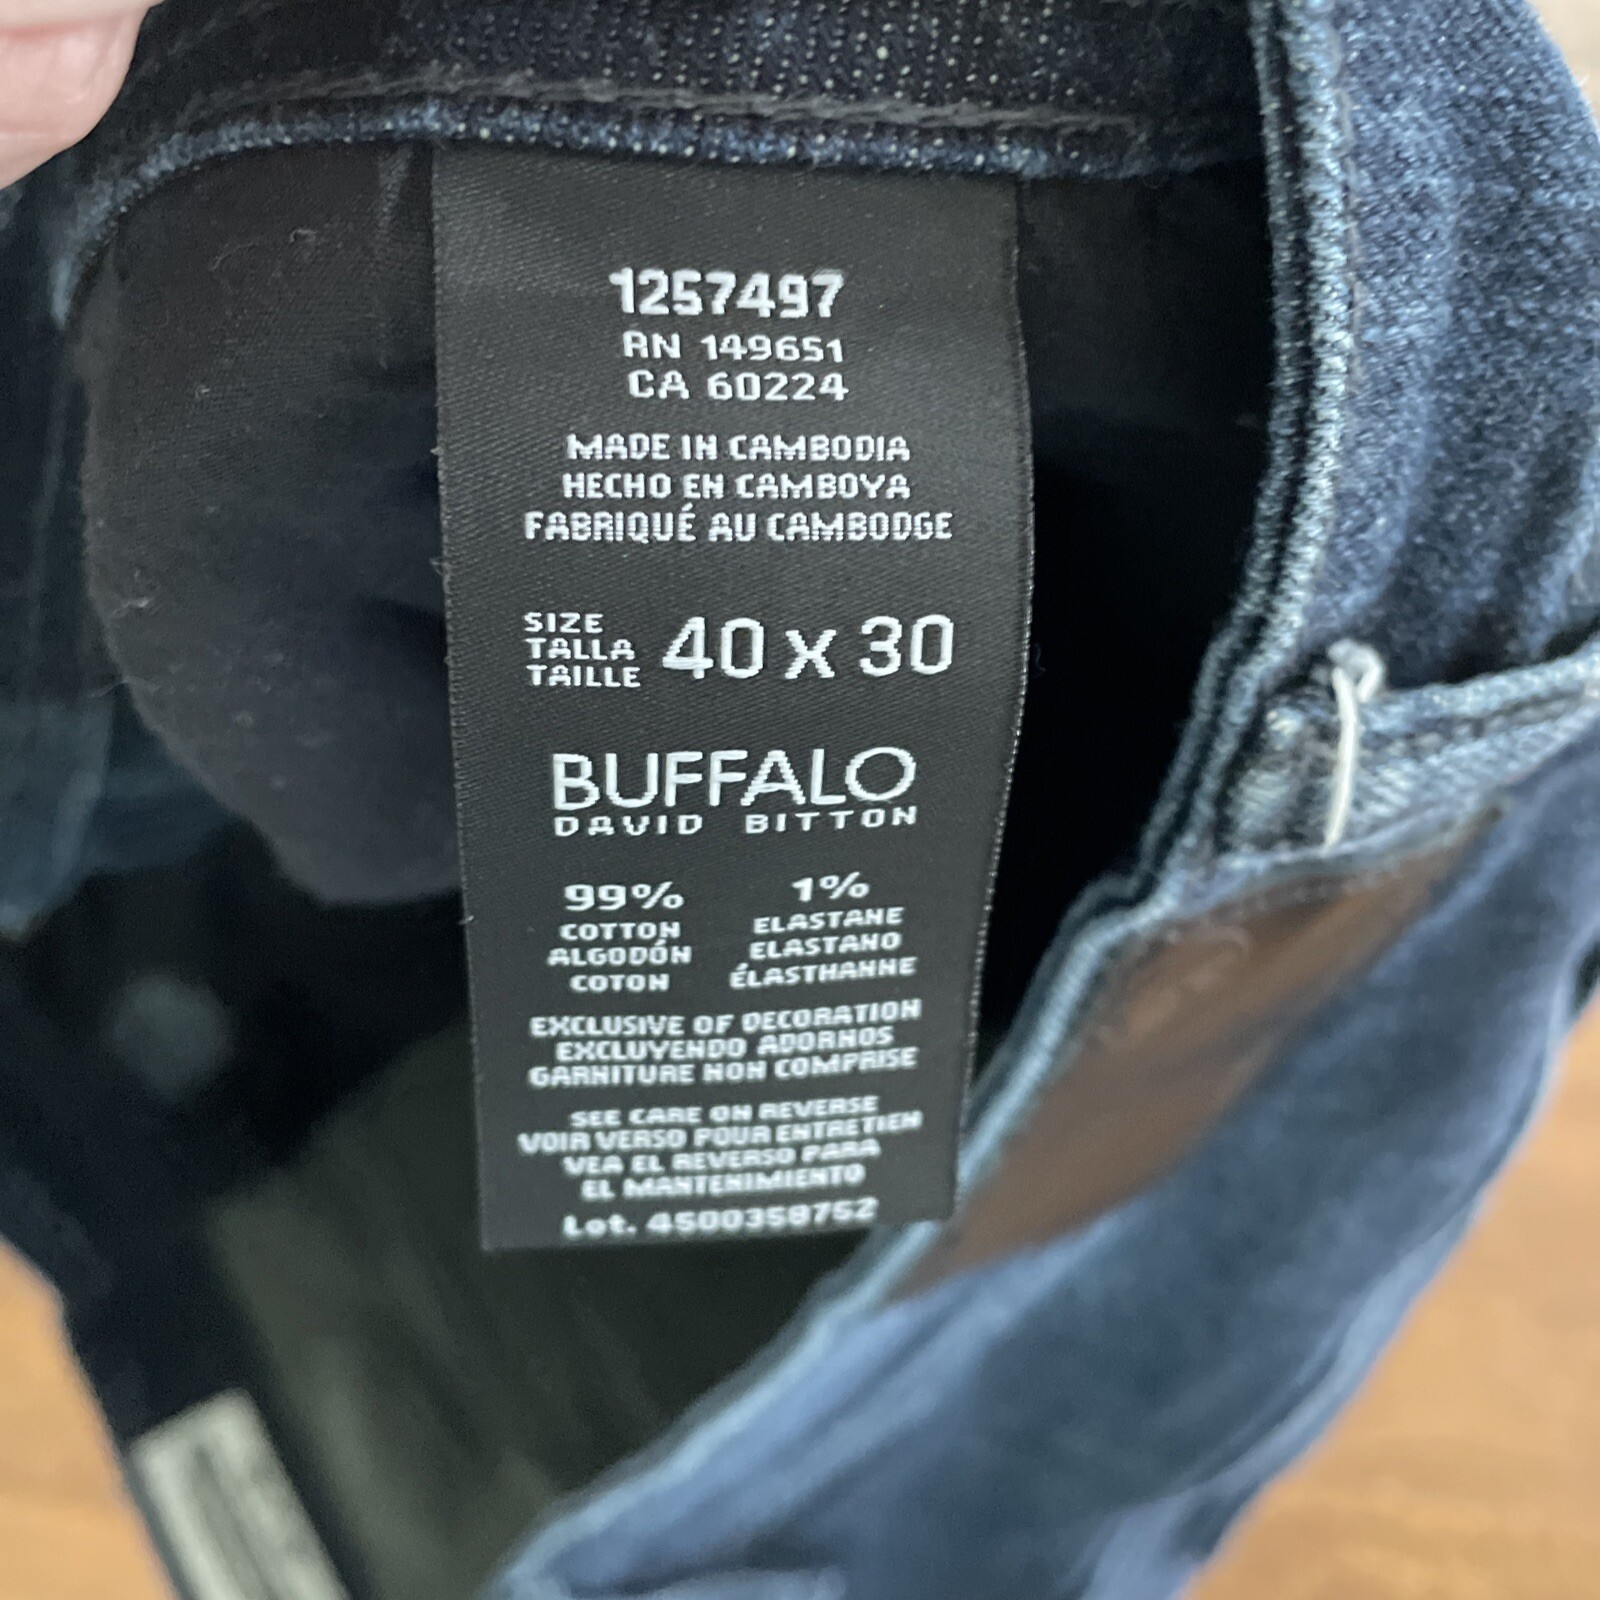 1257497
RN 149651
CA 60224
MADE IN CAMBODIA
HECHO EN CAMBOYA
FABRIQUÉ AU CAMBODGE
SIZE
TALLA
TAILLE
40 x 30
BUFFALO
DAVID BITTON
99% 1%
COTTON ELASTANE
ALGODÓN ELASTANO
COTON ÉLASTHANNE
EXCLUSIVE OF DECORATION
EXCLUYENDO ADORNOS
GARNITURE NON COMPRISE
SEE CARE ON REVERSE
VOIR VERSO POUR ENTRETIEN
VEA EL REVERSO PARA
EL MANTENIMIENTO
Lot. 4500358752